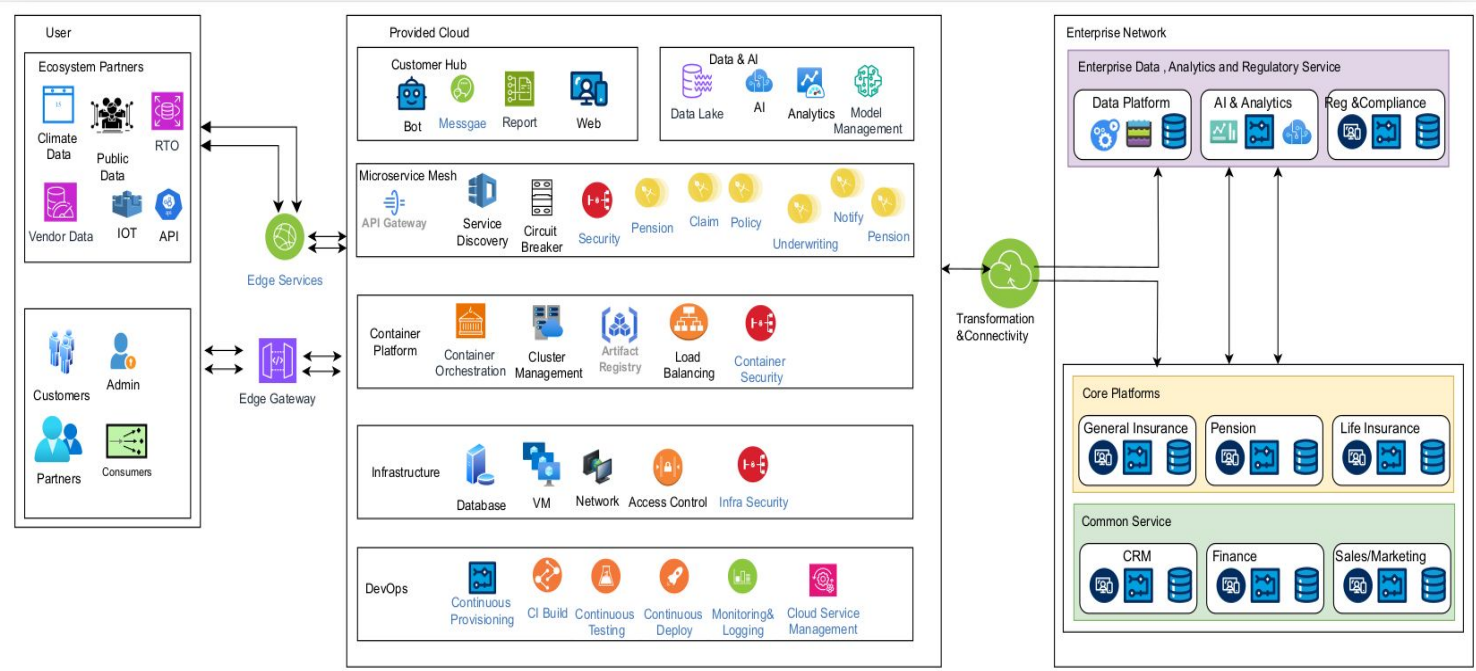 User
Ecosystem Partners
Climate
Data
Public
Data
RTO
Vendor Data
IOT
API
Customers
Admin
Partners
Consumers
Edge Services
Edge Gateway
Provided Cloud
Customer Hub
Bot
Messgae
Report
Web
Data & AI
Data Lake
AI
Analytics
Model
Management
Microservice Mesh
API Gateway
Service
Discovery
Circuit
Breaker
Security
Pension
Claim
Policy
Underwriting
Notify
Pension
Container
Platform
Container
Orchestration
Cluster
Management
Artifact
Registry
Load
Balancing
Container
Security
Infrastructure
Database
VM
Network
Access Control
Infra Security
DevOps
Continuous
Provisioning
CI Build
Continuous
Testing
Continuous
Deploy
Monitoring&
Logging
Cloud Service
Management
Transformation
&Connectivity
Enterprise Network
Enterprise Data , Analytics and Regulatory Service
Data Platform
AI & Analytics
Reg &Compliance
Core Platforms
General Insurance
Pension
Life Insurance
Common Service
CRM
Finance
Sales/Marketing